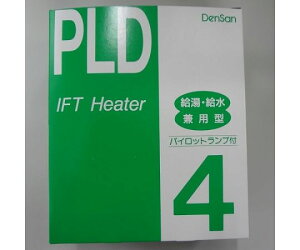 DenSan
PLD
IFT Heater
給湯・給水
兼用型
パイロットランプ付
4